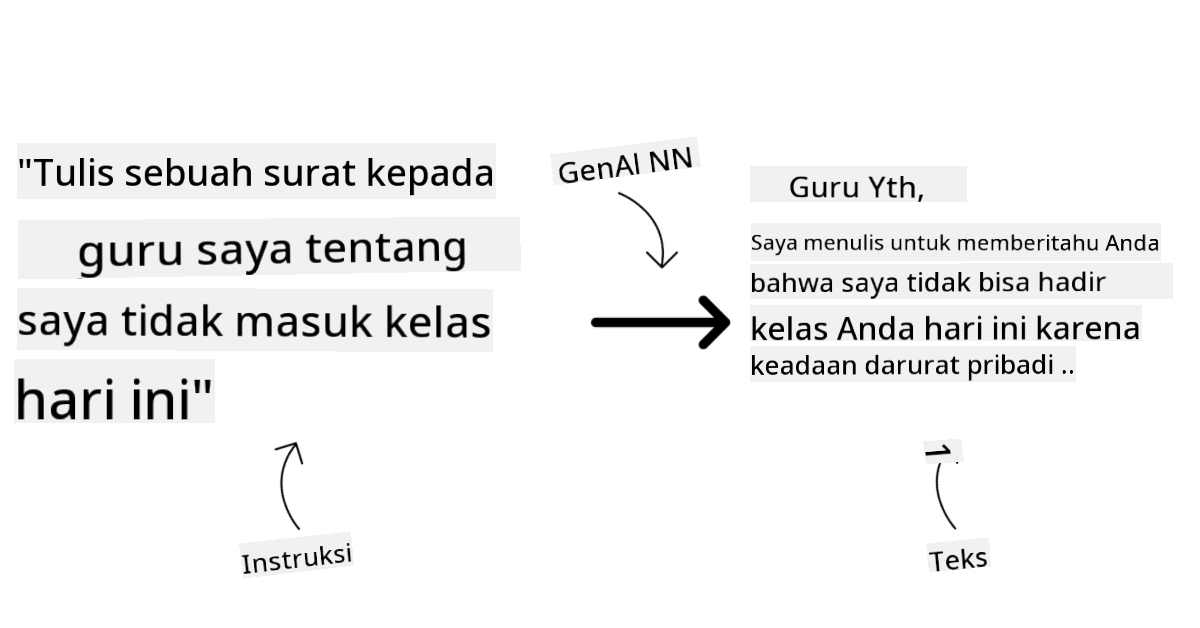 "Tulis sebuah surat kepada
guru saya tentang
saya tidak masuk kelas
hari ini"
GenAI NN
Guru Yth,
Saya menulis untuk memberitahu Anda
bahwa saya tidak bisa hadir
kelas Anda hari ini karena
keadaan darurat pribadi ..
Instruksi
Teks